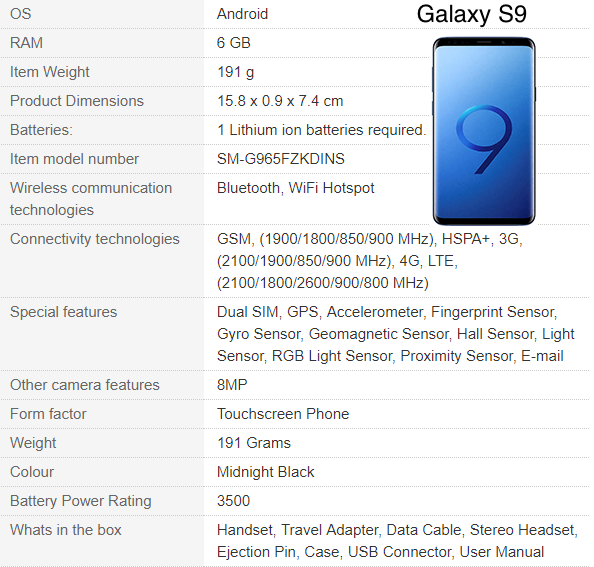 Galaxy S9
9
OS Android
RAM 6 GB
Item Weight 191 g
Product Dimensions 15.8 x 0.9 x 7.4 cm
Batteries: 1 Lithium ion batteries required.
Item model number SM-G965FZKDINS
Wireless communication Bluetooth, WiFi Hotspot
technologies
Connectivity technologies GSM, (1900/1800/850/900 MHz), HSPA+, 3G,
(2100/1900/850/900 MHz), 4G, LTE,
(2100/1800/2600/900/800 MHz)
Special features Dual SIM, GPS, Accelerometer, Fingerprint Sensor,
Gyro Sensor, Geomagnetic Sensor, Hall Sensor, Light
Sensor, RGB Light Sensor, Proximity Sensor, E-mail
Other camera features 8MP
Form factor Touchscreen Phone
Weight 191 Grams
Colour Midnight Black
Battery Power Rating 3500
Whats in the box Handset, Travel Adapter, Data Cable, Stereo Headset,
Ejection Pin, Case, USB Connector, User Manual